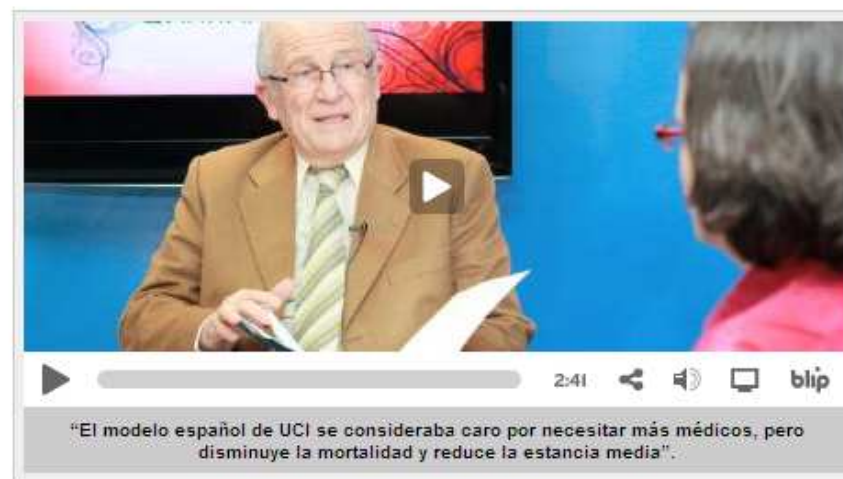 2:41
blip
“El modelo español de UCI se consideraba caro por necesitar más médicos, pero
disminuye la mortalidad y reduce la estancia media”.